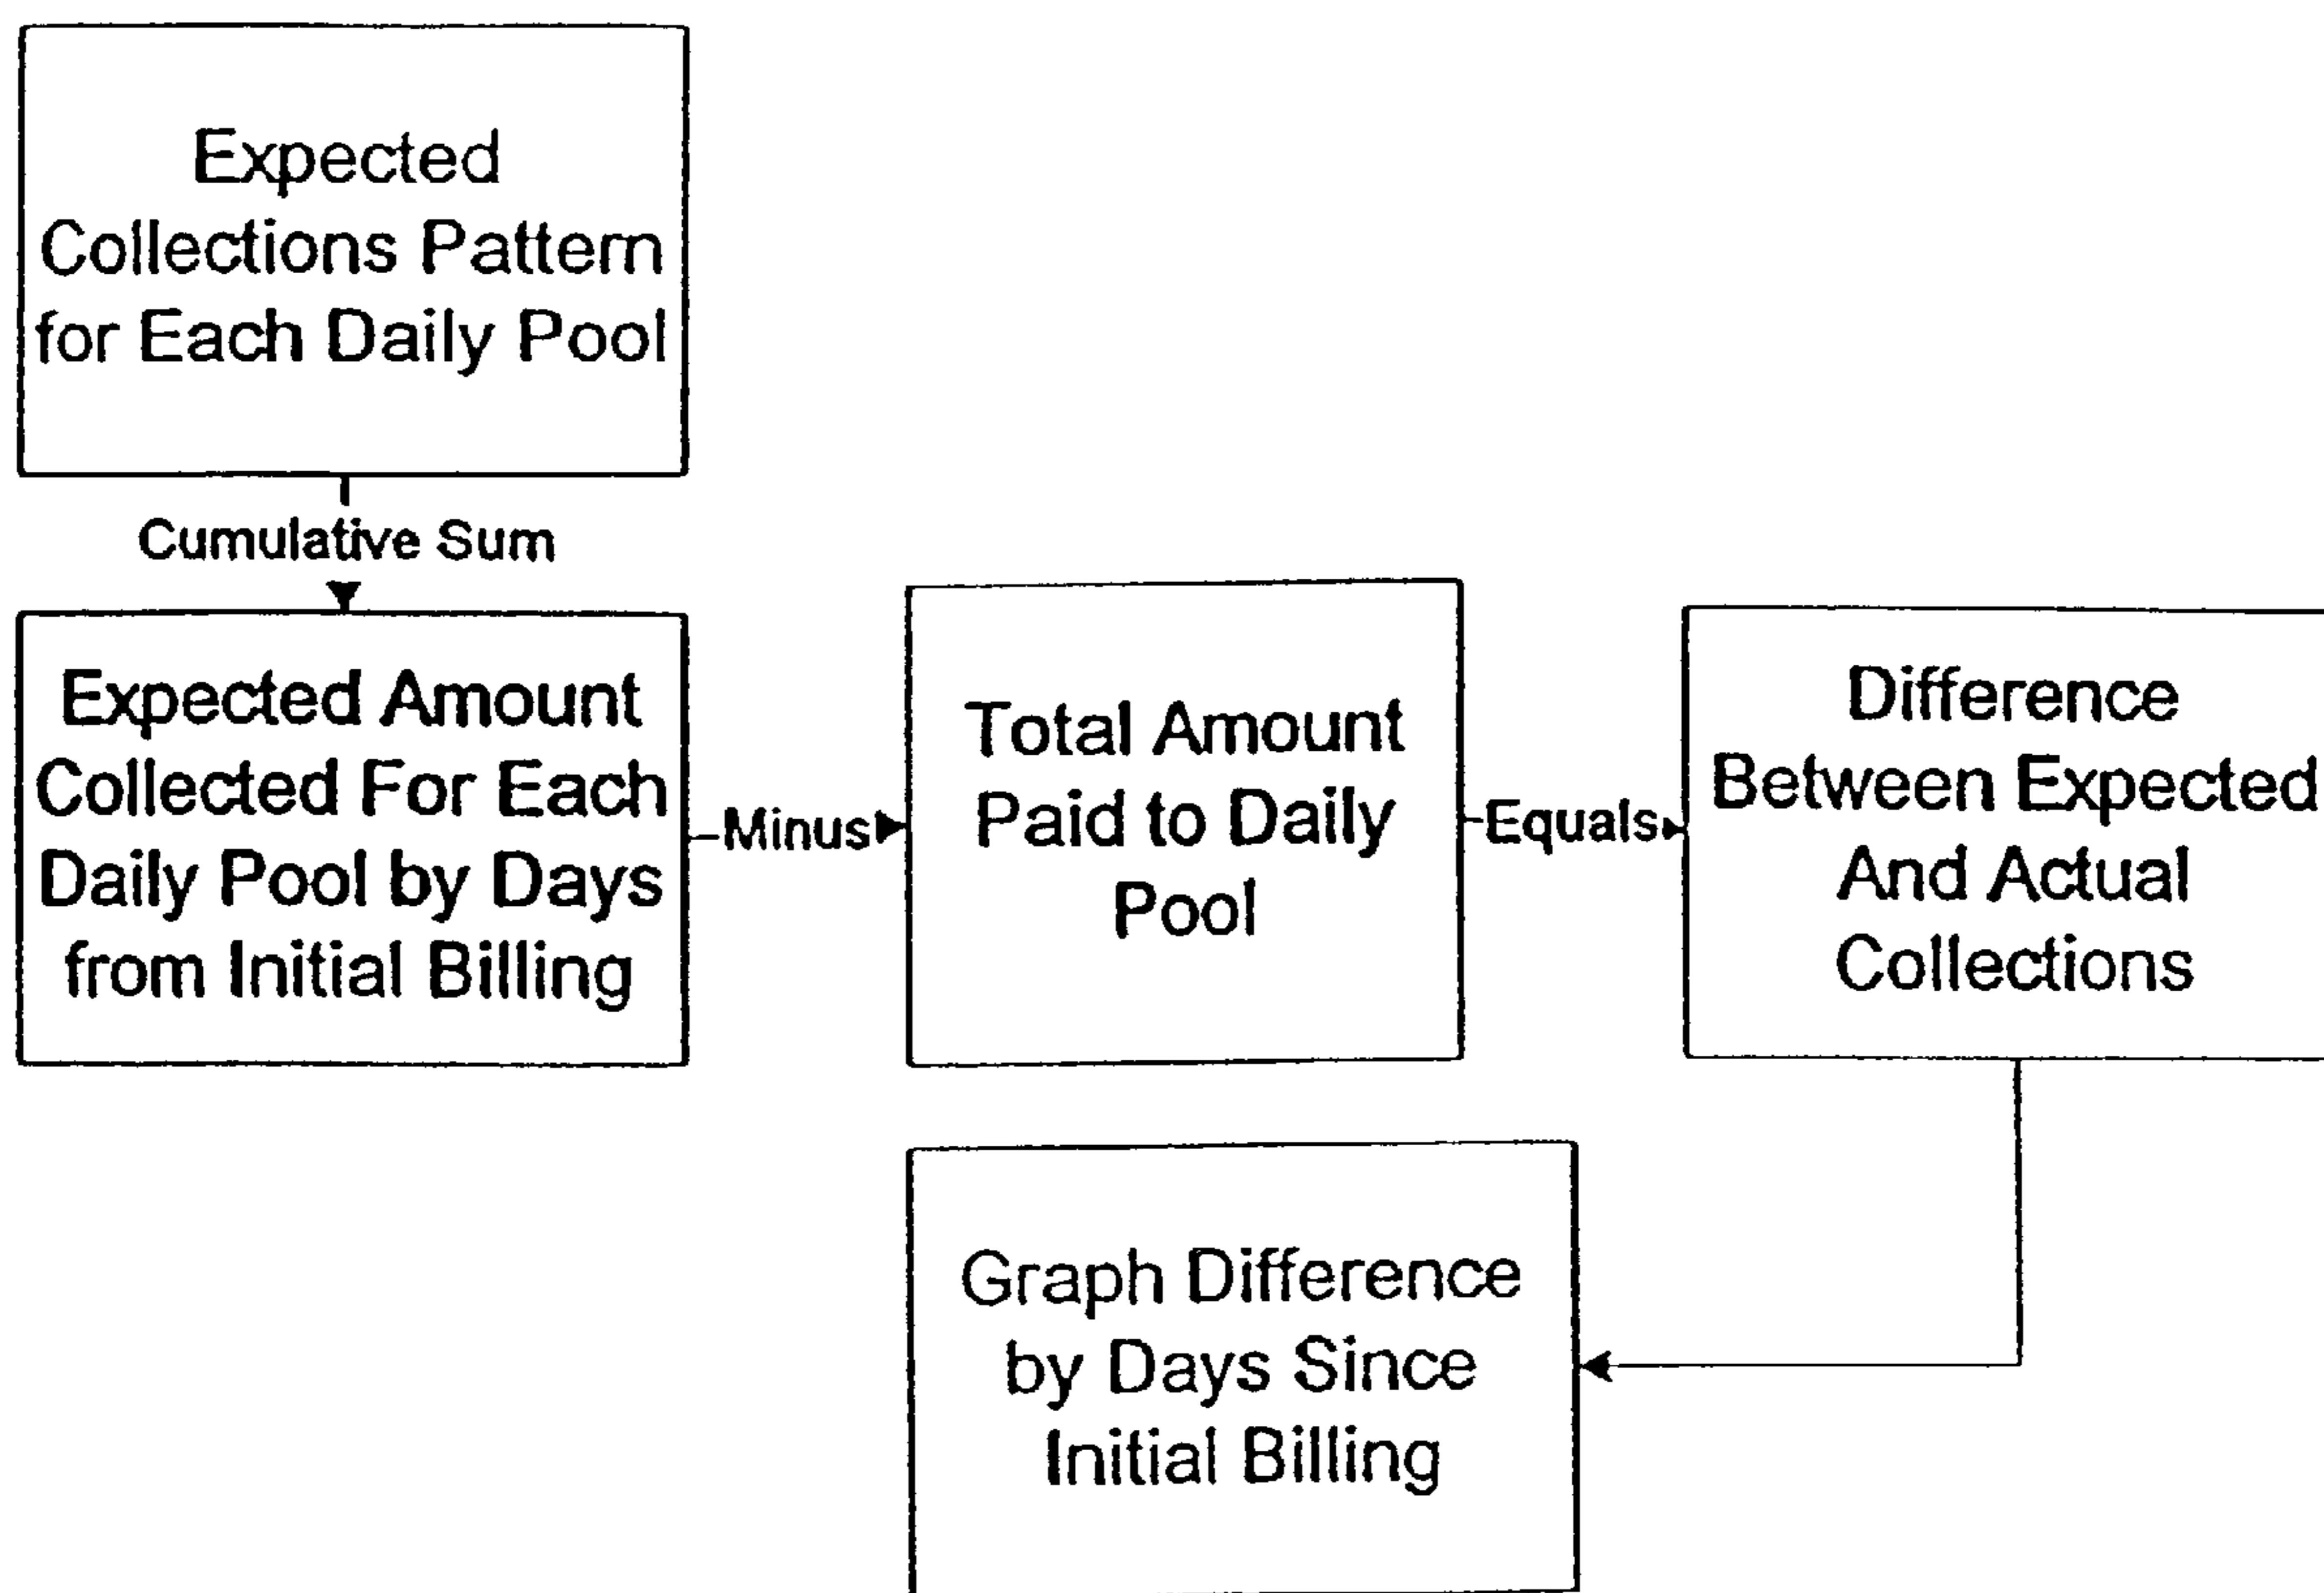 Expected
Collections Pattern
for Each Daily Pool
Cumulative Sum
Expected Amount
Collected For Each
Daily Pool by Days
from Initial Billing
Minus
Total Amount
Paid to Daily
Pool
Equals
Difference
Between Expected
And Actual
Collections
Graph Difference
by Days Since
Initial Billing